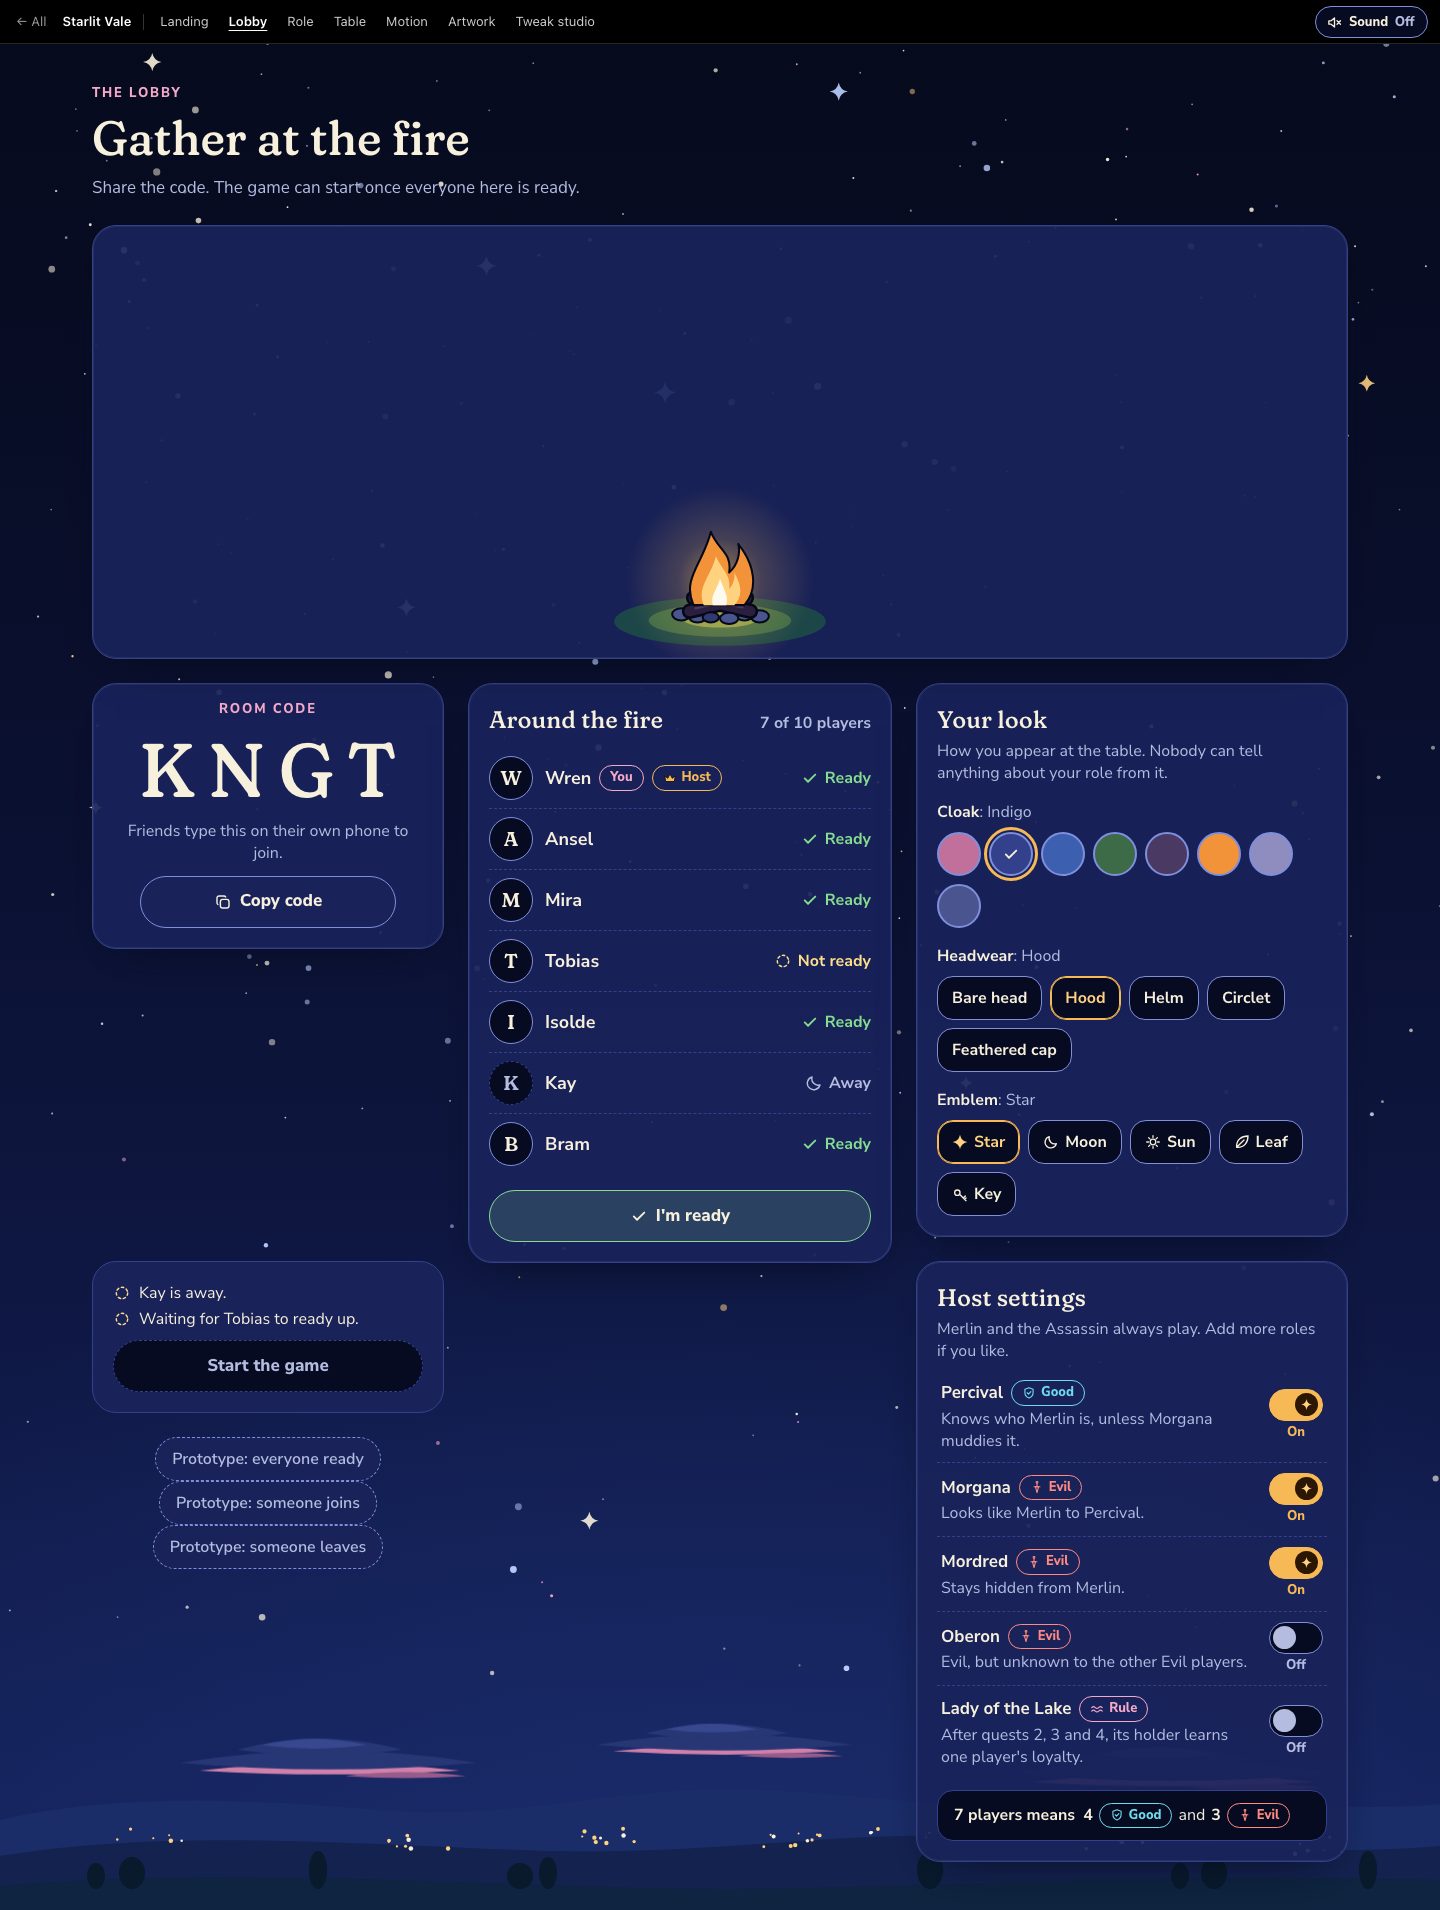 ← All Starlit Vale Landing Lobby Role Table Motion Artwork Tweak studio Sound Off
THE LOBBY
Gather at the fire
Share the code. The game can start once everyone here is ready.
ROOM CODE
KNGT
Friends type this on their own phone to
join.
Copy code
Around the fire 7 of 10 players
W Wren You Host Ready
A Ansel Ready
M Mira Ready
T Tobias Not ready
I Isolde Ready
K Kay Away
B Bram Ready
I'm ready
Your look
How you appear at the table. Nobody can tell
anything about your role from it.
Cloak: Indigo
Headwear: Hood
Bare head Hood Helm Circlet
Feathered cap
Emblem: Star
Star Moon Sun Leaf
Key
Kay is away.
Waiting for Tobias to ready up.
Start the game
Prototype: everyone ready
Prototype: someone joins
Prototype: someone leaves
Host settings
Merlin and the Assassin always play. Add more roles
if you like.
Percival Good
Knows who Merlin is, unless Morgana
muddies it.
On
Morgana Evil
Looks like Merlin to Percival.
On
Mordred Evil
Stays hidden from Merlin.
On
Oberon Evil
Evil, but unknown to the other Evil players.
Off
Lady of the Lake Rule
After quests 2, 3 and 4, its holder learns
one player's loyalty.
Off
7 players means 4 Good and 3 Evil